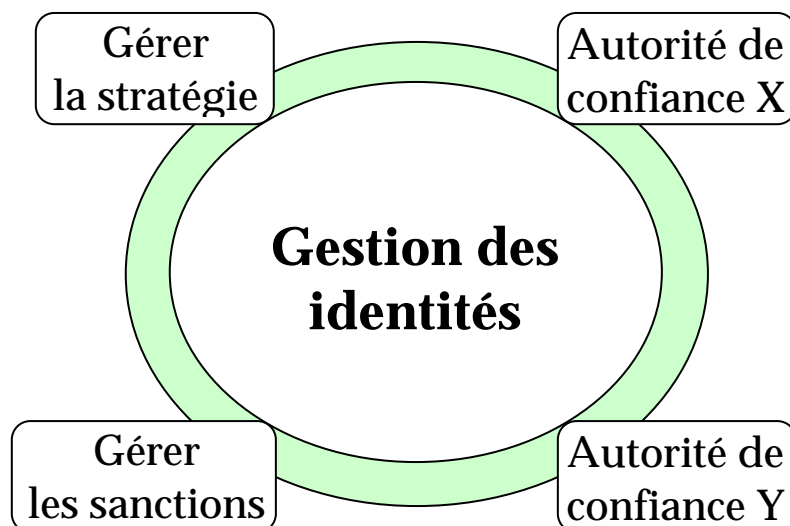 Gérer
la stratégie
Autorité de
confiance X
Gestion des
identités
Gérer
les sanctions
Autorité de
confiance Y